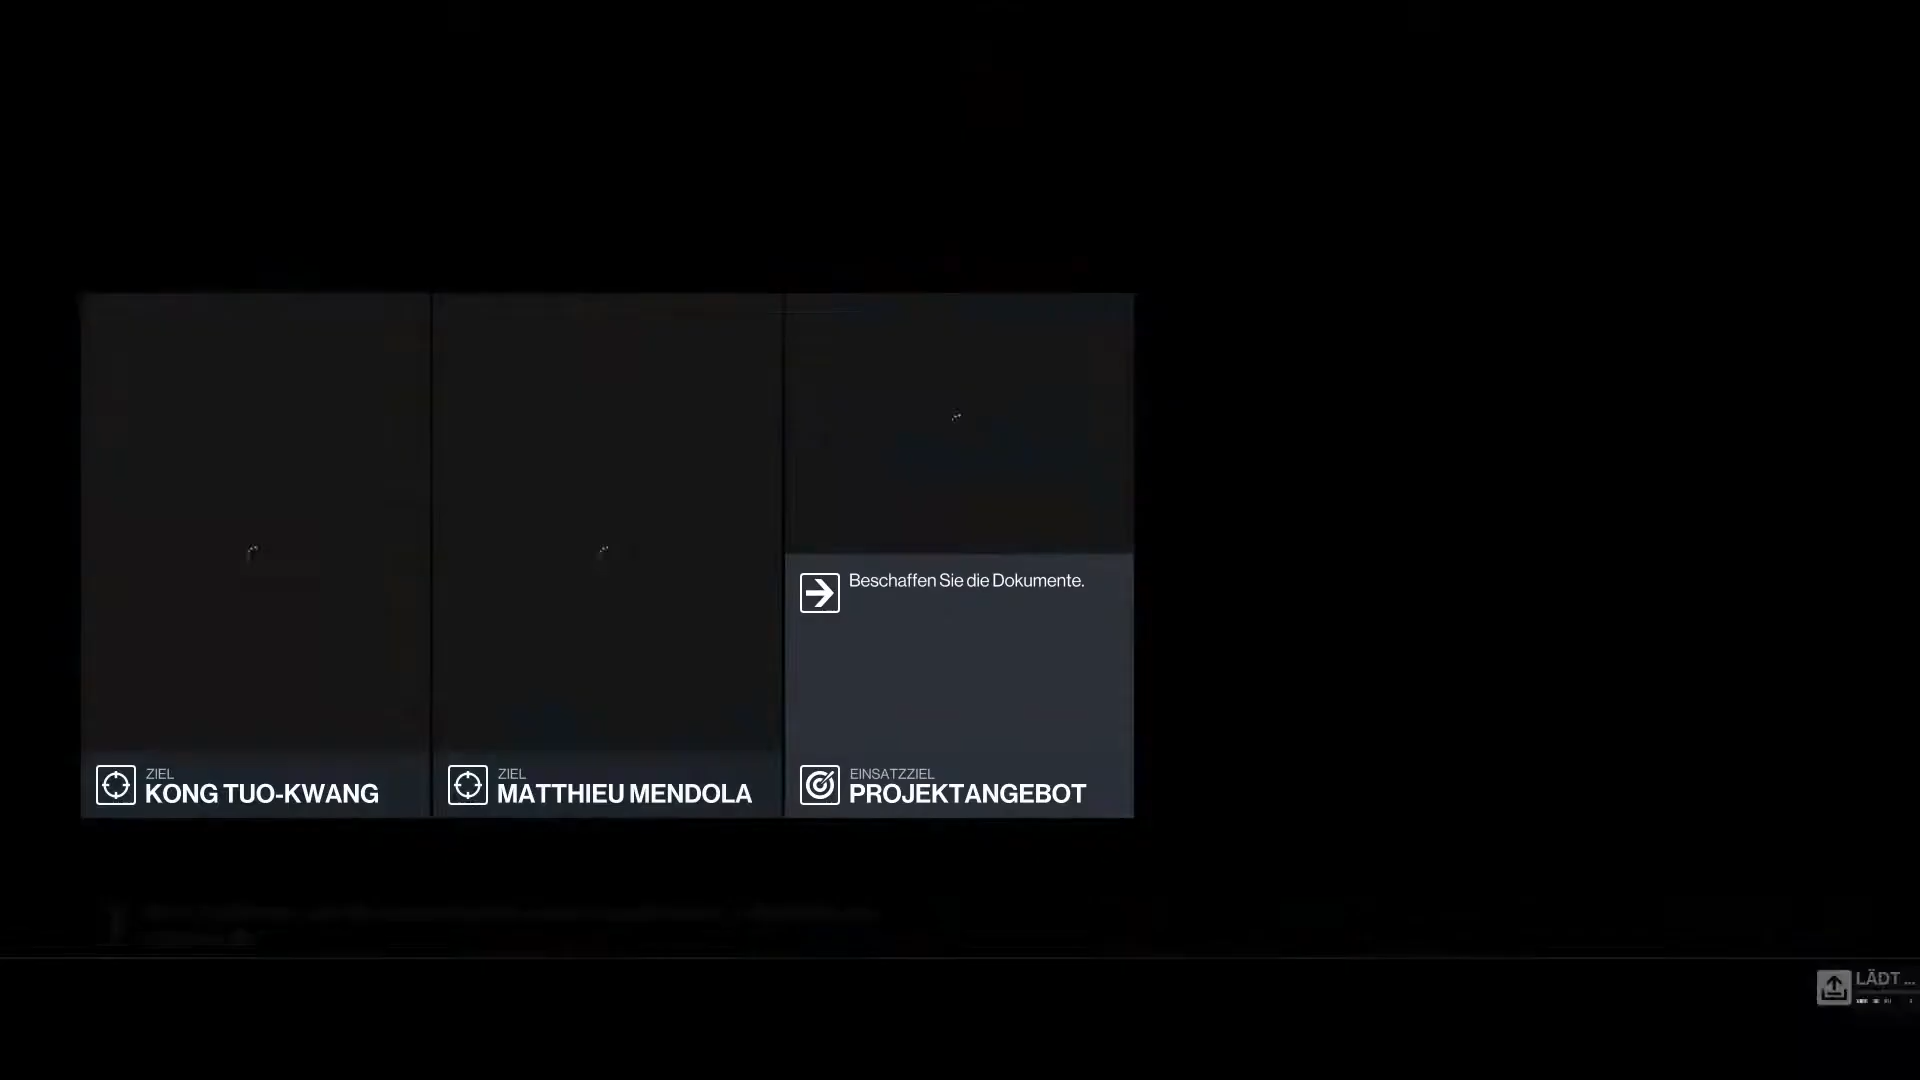 Beschaffen Sie die Dokumente.
ZIEL
KONG TUO-KWANG
ZIEL
MATTHIEU MENDOLA
EINSATZZIEL
PROJEKTANGEBOT
LÄDT ...